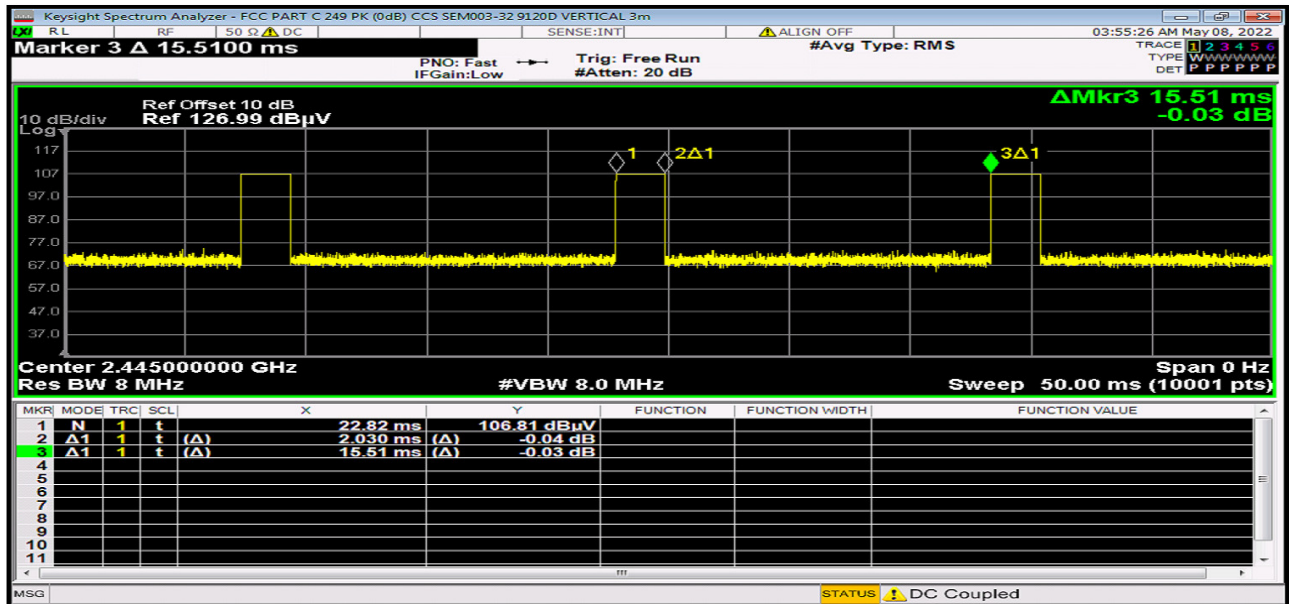 Keysight Spectrum Analyzer - FCC PART C 249 PK (0dB) CCS SEM003-32 9120D VERTICAL 3m
LXI RL RF 50 Ω DC SENSE:INT ALIGN OFF 03:55:26 AM May 08, 2022
Marker 3 Δ 15.5100 ms
#Avg Type: RMS
TRACE 1 2 3 4 5 6
PNO: Fast Trig: Free Run
TYPE WWWWWW
IFGain:Low #Atten: 20 dB
DET P P P P P P
ΔMkr3 15.51 ms
-0.03 dB
Ref Offset 10 dB
10 dB/div Ref 126.99 dBµV
Log
1 2Δ1 3Δ1
117
107
97.0
87.0
77.0
67.0
57.0
47.0
37.0
Center 2.445000000 GHz Span 0 Hz
Res BW 8 MHz #VBW 8.0 MHz Sweep 50.00 ms (10001 pts)
MKR MODE TRC SCL X Y FUNCTION FUNCTION WIDTH FUNCTION VALUE
1 N 1 t 22.82 ms 106.81 dBµV
2 Δ1 1 t (Δ) 2.030 ms (Δ) -0.04 dB
3 Δ1 1 t (Δ) 15.51 ms (Δ) -0.03 dB
4
5
6
7
8
9
10
11
MSG STATUS DC Coupled